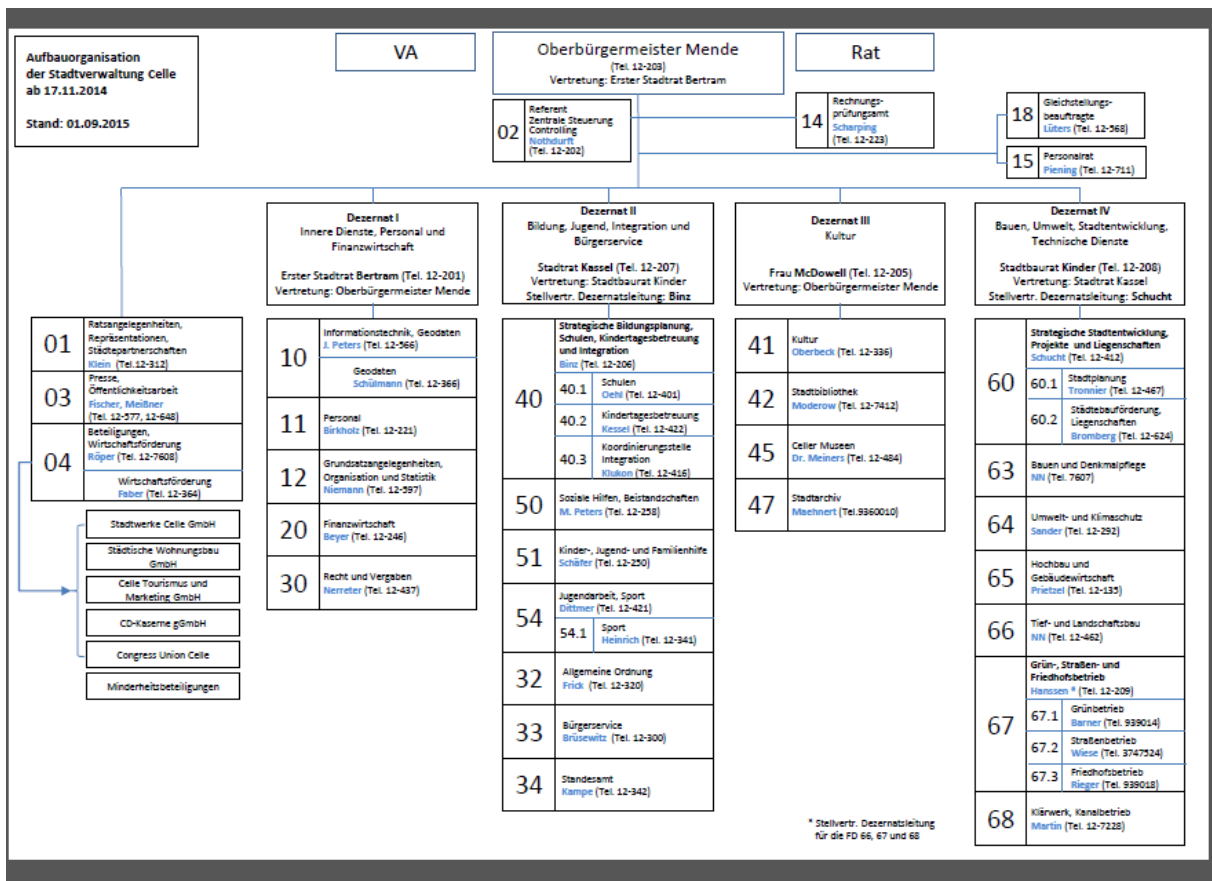 Aufbauorganisation
der Stadtverwaltung Celle
ab 17.11.2014
Stand: 01.09.2015
VA
Oberbürgermeister Mende
(Tel. 12-203)
Vertretung: Erster Stadtrat Bertram
Rat
02
Referent
Zentrale Steuerung
Controlling
Nothdurft
(Tel. 12-202)
14
Rechnungs-
prüfungsamt
Scharping
(Tel. 12-223)
18
Gleichstellungs-
beauftragte
Lüters (Tel. 12-568)
15
Personalrat
Piening (Tel. 12-711)
01
Ratsangelegenheiten,
Repräsentationen,
Städtepartnerschaften
Klein (Tel.12-312)
03
Presse,
Öffentlichkeitsarbeit
Fischer, Meißner
(Tel. 12-577, 12-648)
04
Beteiligungen,
Wirtschaftsförderung
Röper (Tel. 12-7608)
Wirtschaftsförderung
Faber (Tel. 12-364)
Stadtwerke Celle GmbH
Städtische Wohnungsbau
GmbH
Celle Tourismus und
Marketing GmbH
CD-Kaserne gGmbH
Congress Union Celle
Minderheitsbeteiligungen
Dezernat I
Innere Dienste, Personal und
Finanzwirtschaft
Erster Stadtrat Bertram (Tel. 12-201)
Vertretung: Oberbürgermeister Mende
10
Informationstechnik, Geodaten
J. Peters (Tel. 12-566)
Geodaten
Schülmann (Tel. 12-366)
11
Personal
Birkholz (Tel. 12-221)
12
Grundsatzangelegenheiten,
Organisation und Statistik
Niemann (Tel. 12-597)
20
Finanzwirtschaft
Beyer (Tel. 12-246)
30
Recht und Vergaben
Nerreter (Tel. 12-437)
Dezernat II
Bildung, Jugend, Integration und
Bürgerservice
Stadtrat Kassel (Tel. 12-207)
Vertretung: Stadtbaurat Kinder
Stellvertr. Dezernatsleitung: Binz
40
Strategische Bildungsplanung,
Schulen, Kindertagesbetreuung
und Integration
Binz (Tel. 12-206)
40.1
Schulen
Oehl (Tel. 12-401)
40.2
Kindertagesbetreuung
Kessel (Tel. 12-422)
40.3
Koordinierungsstelle
Integration
Klukon (Tel. 12-416)
50
Soziale Hilfen, Beistandschaften
M. Peters (Tel. 12-258)
51
Kinder-, Jugend- und Familienhilfe
Schäfer (Tel. 12-250)
54
Jugendarbeit, Sport
Dittmer (Tel. 12-421)
54.1
Sport
Heinrich (Tel. 12-341)
32
Allgemeine Ordnung
Frick (Tel. 12-320)
33
Bürgerservice
Brüsewitz (Tel. 12-300)
34
Standesamt
Kampe (Tel. 12-342)
Dezernat III
Kultur
Frau McDowell (Tel. 12-205)
Vertretung: Oberbürgermeister Mende
41
Kultur
Oberbeck (Tel. 12-336)
42
Stadtbibliothek
Moderow (Tel. 12-7412)
45
Celler Museen
Dr. Meiners (Tel. 12-484)
47
Stadtarchiv
Maehnert (Tel.9360010)
Dezernat IV
Bauen, Umwelt, Stadtentwicklung,
Technische Dienste
Stadtbaurat Kinder (Tel. 12-208)
Vertretung: Stadtrat Kassel
Stellvertr. Dezernatsleitung: Schucht
60
Strategische Stadtentwicklung,
Projekte und Liegenschaften
Schucht (Tel. 12-412)
60.1
Stadtplanung
Tronnier (Tel. 12-467)
60.2
Städtebauförderung,
Liegenschaften
Bromberg (Tel. 12-624)
63
Bauen und Denkmalpflege
NN (Tel. 7607)
64
Umwelt- und Klimaschutz
Sander (Tel. 12-292)
65
Hochbau und
Gebäudewirtschaft
Prietzel (Tel. 12-135)
66
Tief- und Landschaftsbau
NN (Tel. 12-462)
67
Grün-, Straßen- und
Friedhofsbetrieb
Hanssen * (Tel. 12-209)
67.1
Grünbetrieb
Barner (Tel. 939014)
67.2
Straßenbetrieb
Wiese (Tel. 3747524)
67.3
Friedhofsbetrieb
Rieger (Tel. 939018)
68
Klärwerk, Kanalbetrieb
Martin (Tel. 12-7228)
* Stellvertr. Dezernatsleitung
für die FD 66, 67 und 68